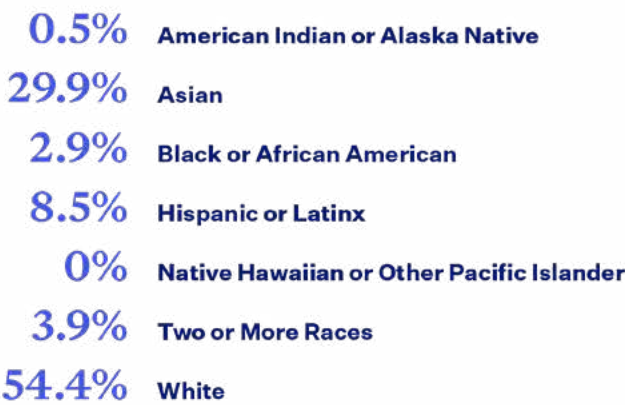 0.5% American Indian or Alaska Native
29.9% Asian
2.9% Black or African American
8.5% Hispanic or Latinx
0% Native Hawaiian or Other Pacific Islander
3.9% Two or More Races
54.4% White